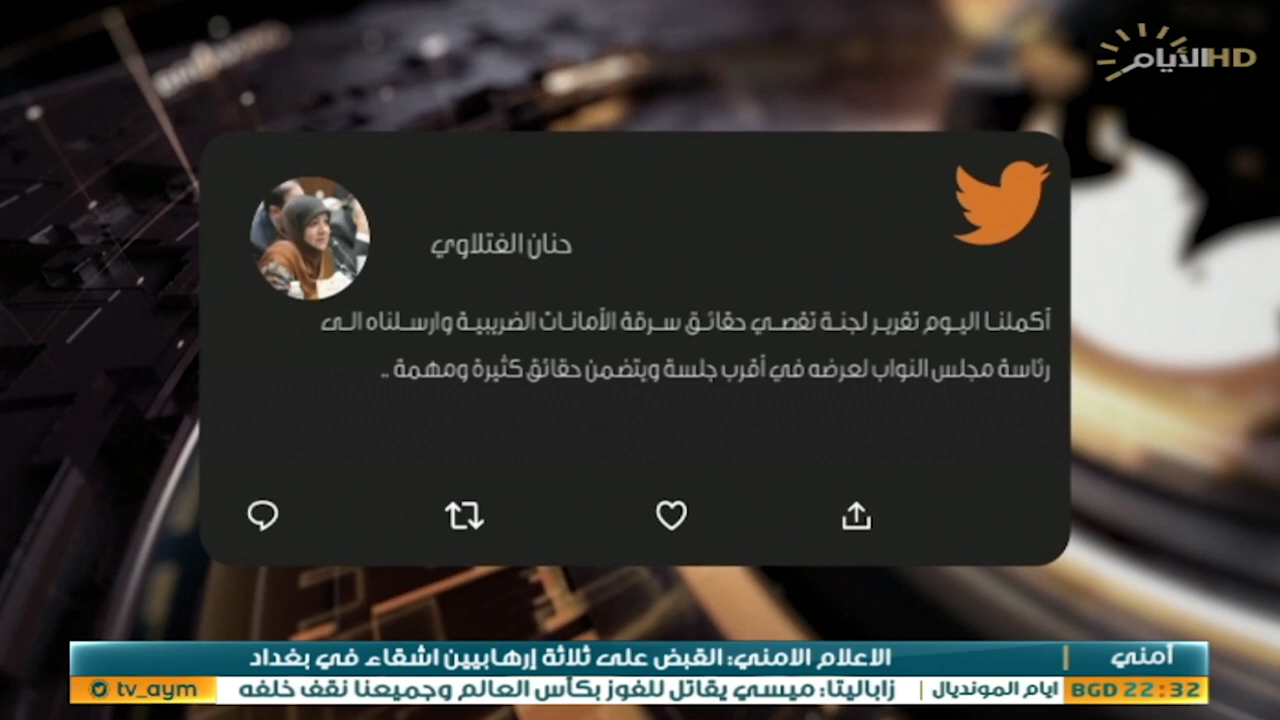 الأيام HD
حنان الفتلاوي
أكملنا اليوم تقرير لجنة تقصي حقائق سرقة الأمانات الضريبية وارسلناه الى
رئاسة مجلس النواب لعرضه في أقرب جلسة ويتضمن حقائق كثيرة ومهمة ..
أمني | الاعلام الامني: القبض على ثلاثة إرهابيين اشقاء في بغداد
BGD 22:32 ايام المونديال | زاباليتا: ميسي يقاتل للفوز بكأس العالم وجميعنا نقف خلفه tv_aym